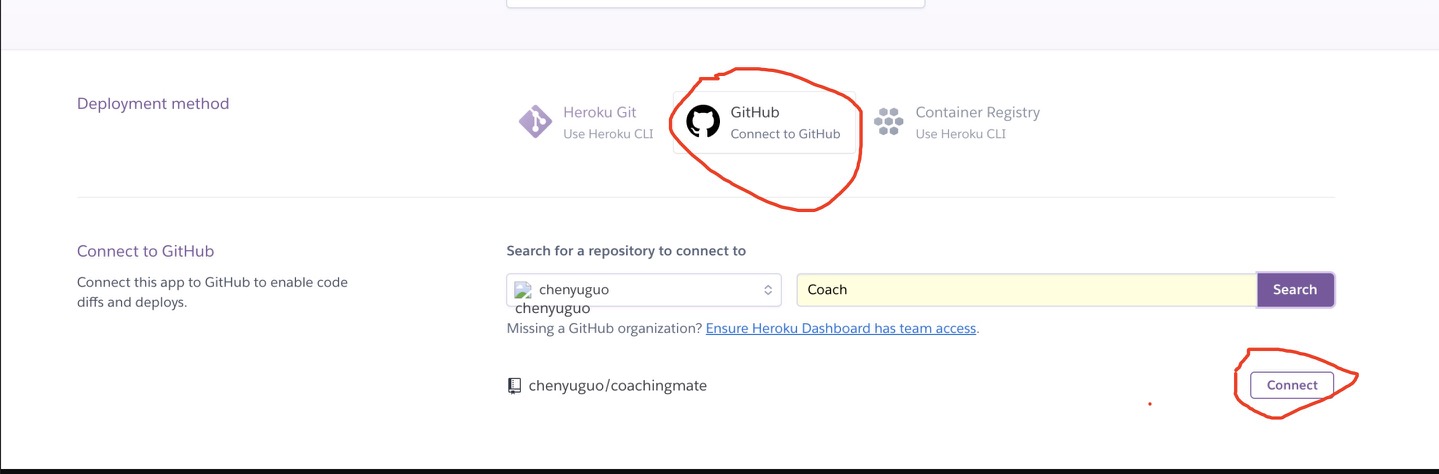 Deployment method
Heroku Git
Use Heroku CLI
GitHub
Connect to GitHub
Container Registry
Use Heroku CLI
Connect to GitHub
Connect this app to GitHub to enable code
diffs and deploys.
Search for a repository to connect to
chenyuguo
chenyuguo
Coach
Search
Missing a GitHub organization? Ensure Heroku Dashboard has team access.
chenyuguo/coachingmate
Connect